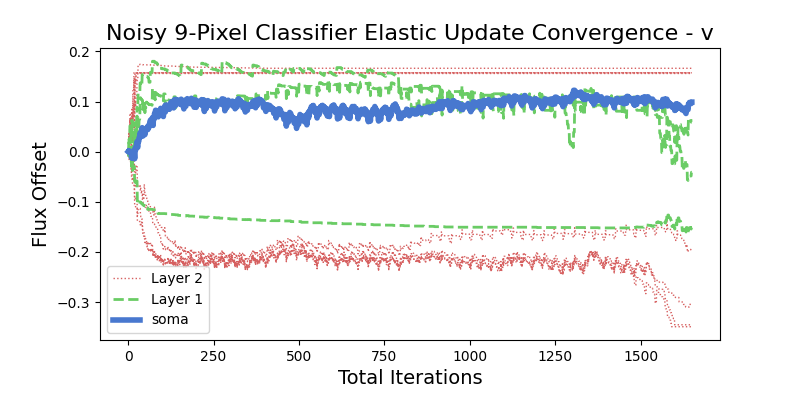 Noisy 9-Pixel Classifier Elastic Update Convergence - v
0.2
0.1
0.0
−0.1
−0.2
−0.3
Flux Offset
Layer 2
Layer 1
soma
0 250 500 750 1000 1250 1500
Total Iterations